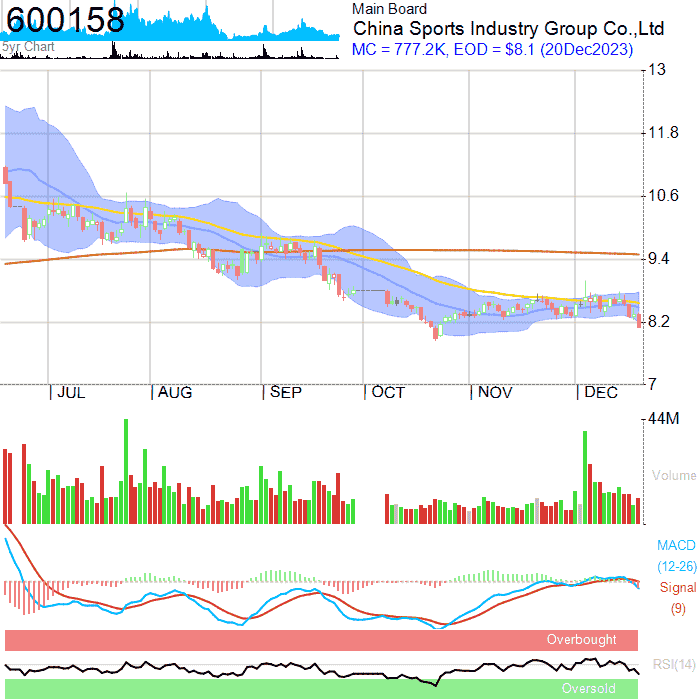 600158
5yr Chart
Main Board
China Sports Industry Group Co.,Ltd
MC = 777.2K, EOD = $8.1 (20Dec2023)
13
11.8
10.6
9.4
8.2
7
JUL AUG SEP OCT NOV DEC
44M
Volume
MACD
(12-26)
Signal
(9)
Overbought
RSI(14)
Oversold